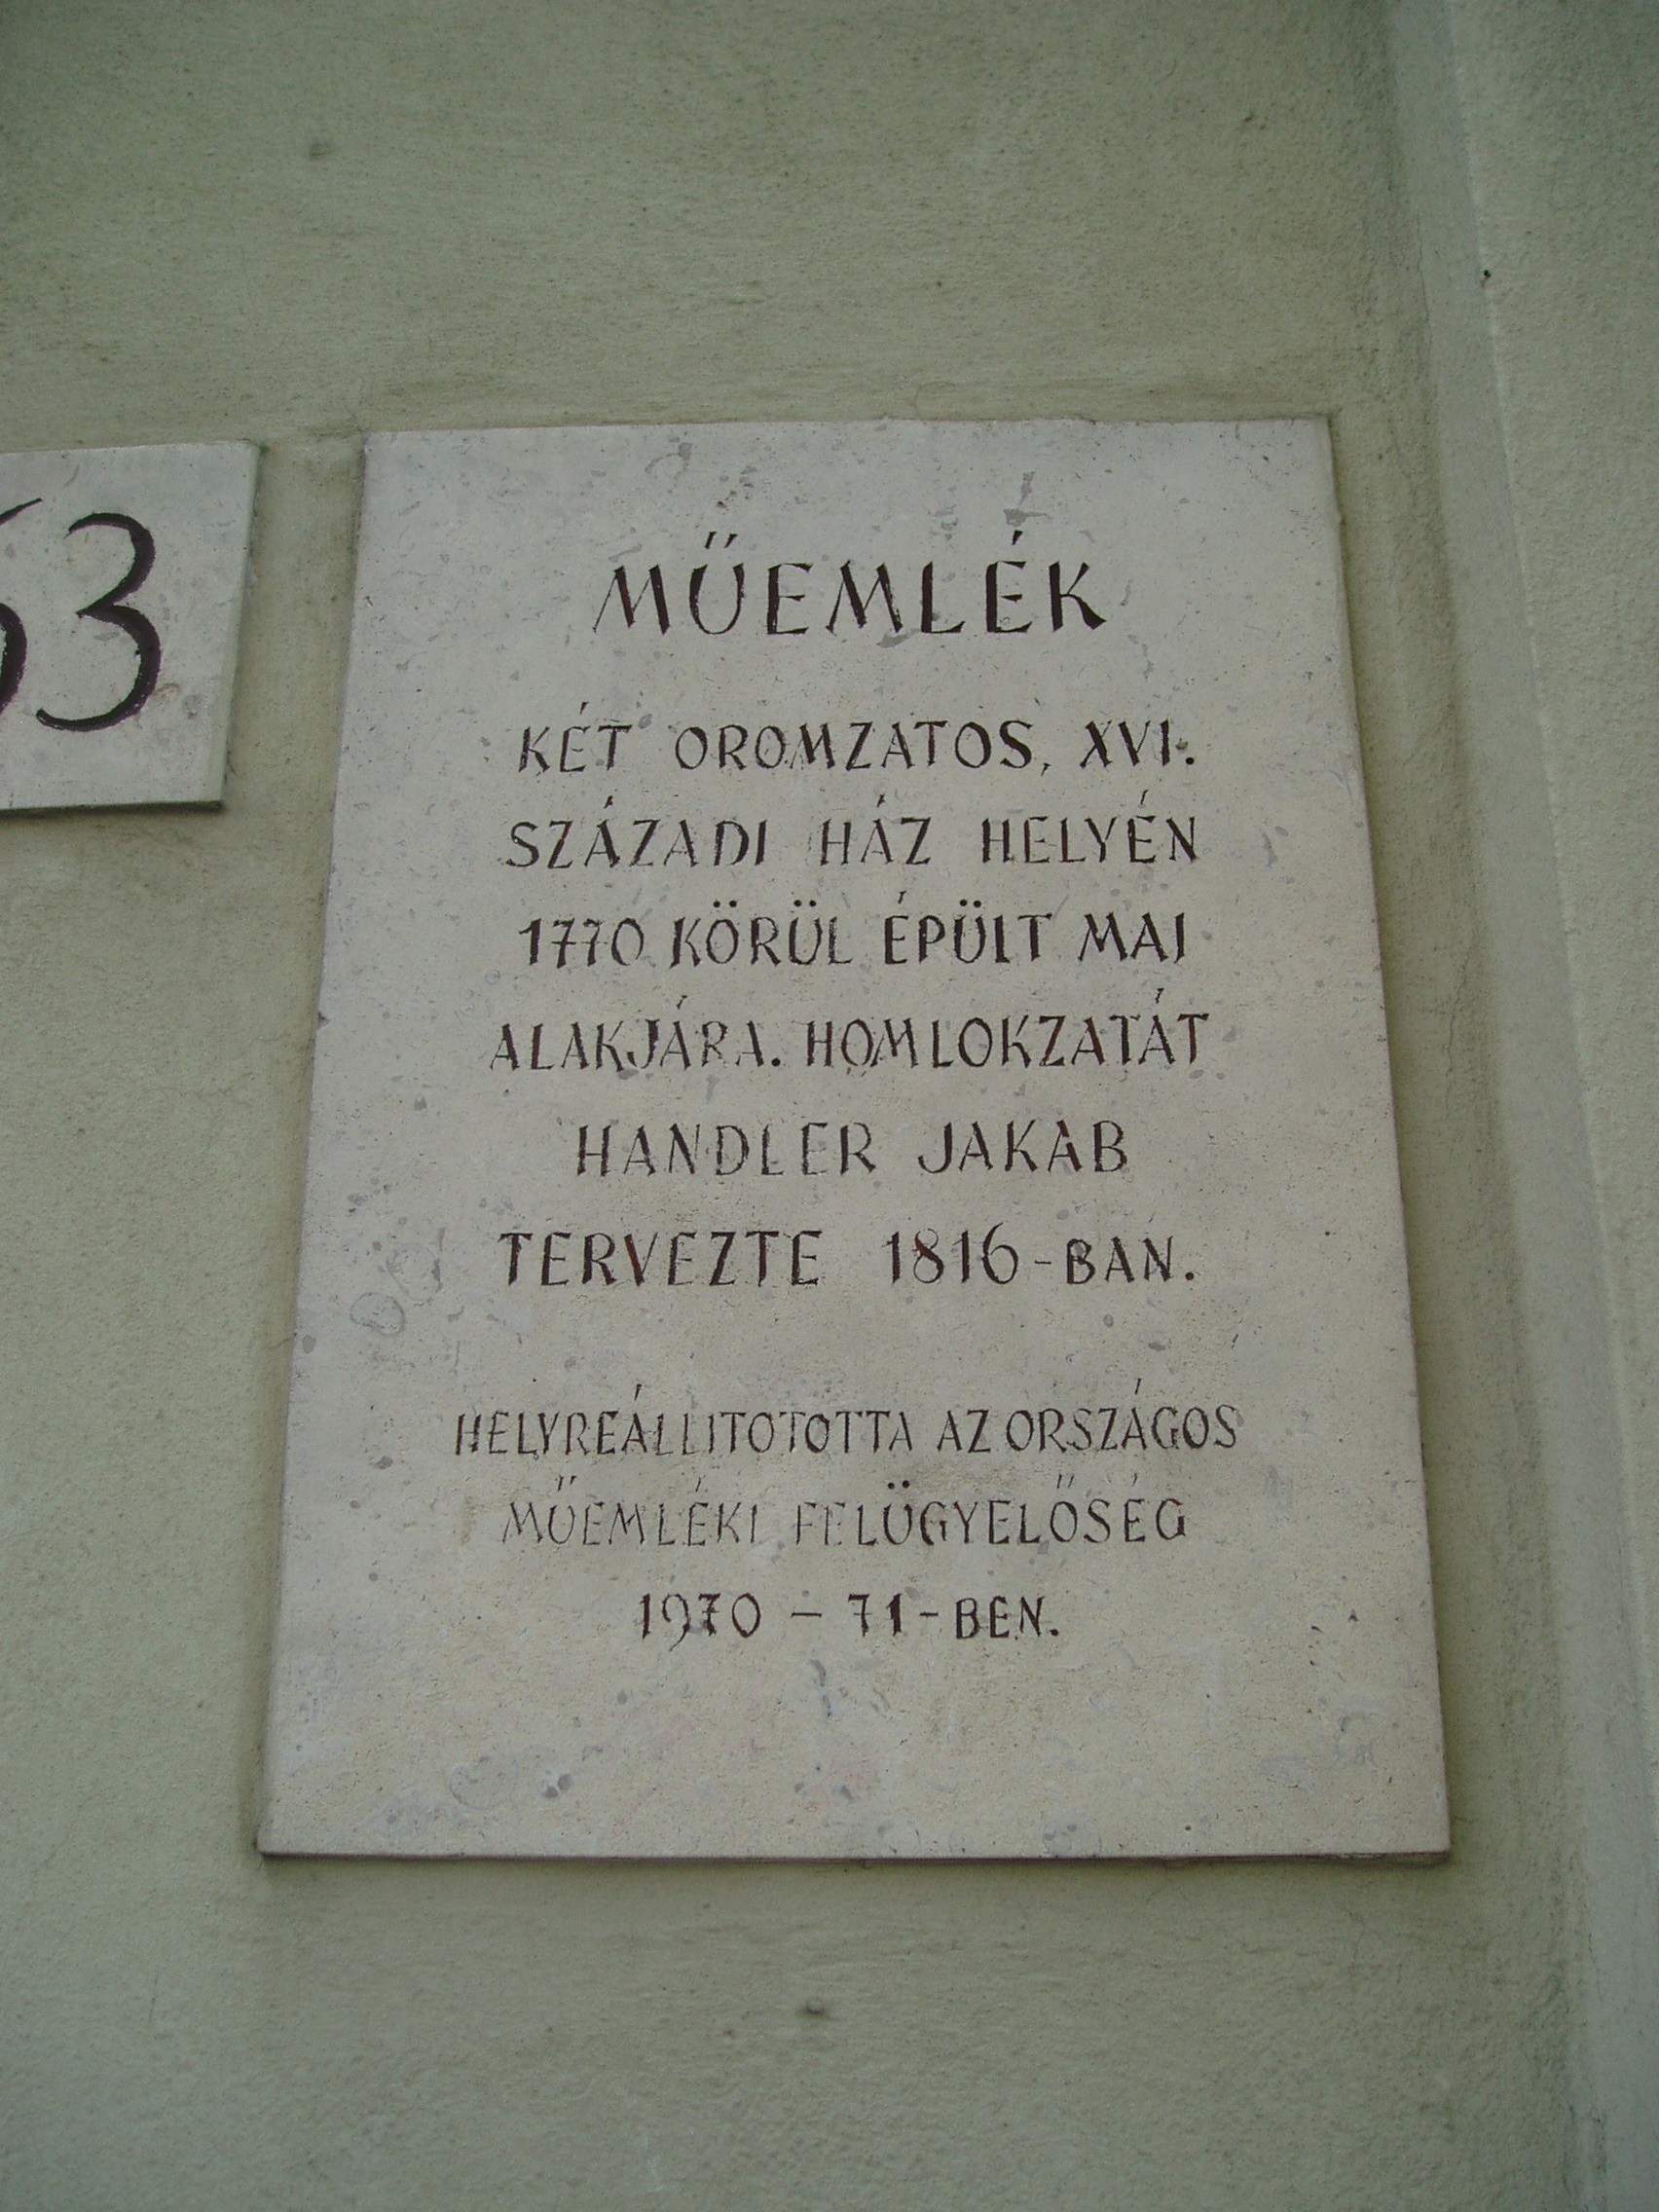 63
MŰEMLÉK
KÉT OROMZATOS, XVI.
SZÁZADI HÁZ HELYÉN
1770 KÖRÜL ÉPÜLT MAI
ALAKJÁRA. HOMLOKZATÁT
HANDLER JAKAB
TERVEZTE 1816-BAN.
HELYREÁLLITOTOTTA AZ ORSZÁGOS
MŰEMLÉKI FELÜGYELŐSÉG
1970 – 71-BEN.